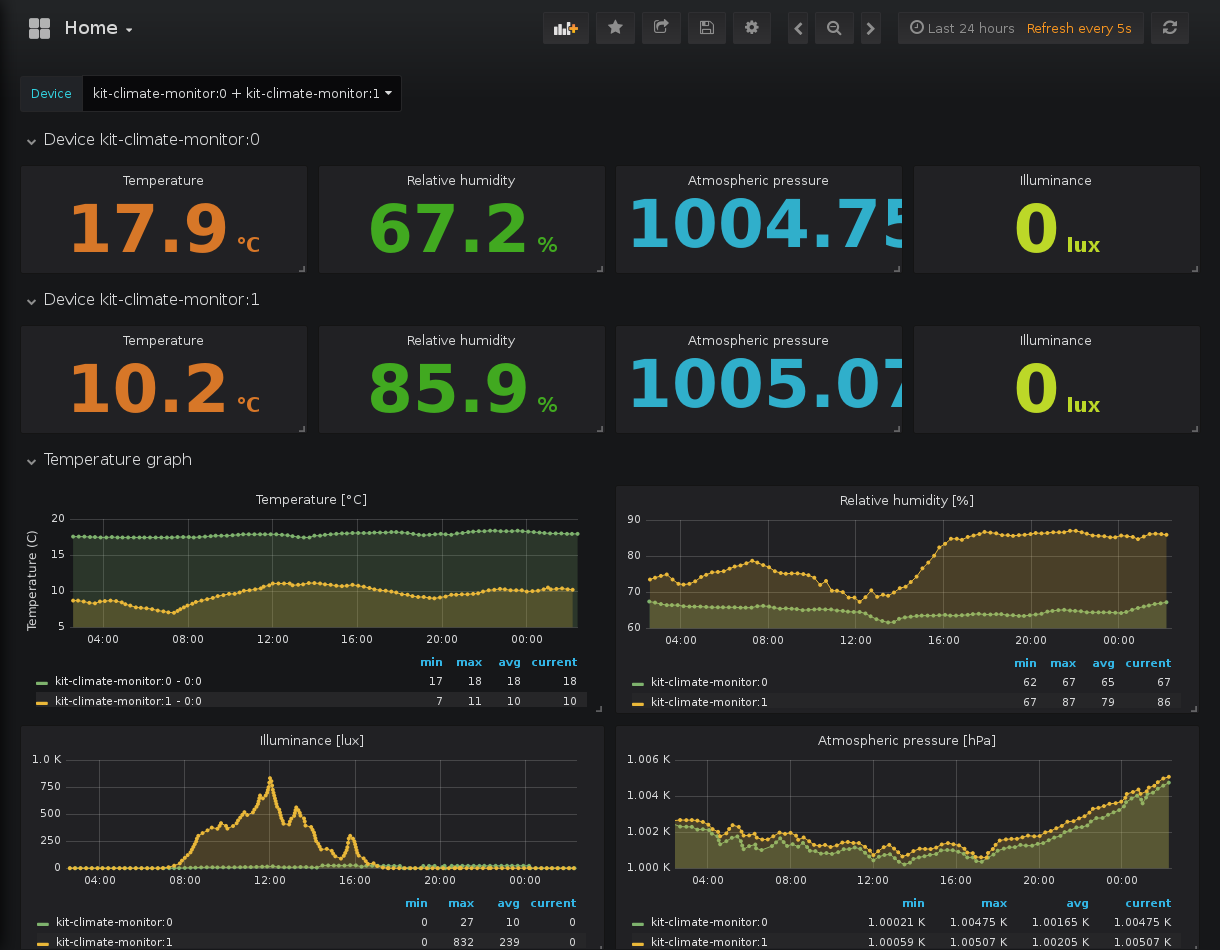 Home
Last 24 hours Refresh every 5s
Device kit-climate-monitor:0 + kit-climate-monitor:1
Device kit-climate-monitor:0
Temperature Relative humidity Atmospheric pressure Illuminance
17.9 °C 67.2 % 1004.75 0 lux
Device kit-climate-monitor:1
Temperature Relative humidity Atmospheric pressure Illuminance
10.2 °C 85.9 % 1005.07 0 lux
Temperature graph
Temperature [°C]
Temperature (C)
20
15
10
5
04:00 08:00 12:00 16:00 20:00 00:00
min max avg current
kit-climate-monitor:0 - 0:0 17 18 18 18
kit-climate-monitor:1 - 0:0 7 11 10 10
Relative humidity [%]
90
80
70
60
04:00 08:00 12:00 16:00 20:00 00:00
min max avg current
kit-climate-monitor:0 62 67 65 67
kit-climate-monitor:1 67 87 79 86
Illuminance [lux]
1.0 K
750
500
250
0
04:00 08:00 12:00 16:00 20:00 00:00
min max avg current
kit-climate-monitor:0 0 27 10 0
kit-climate-monitor:1 0 832 239 0
Atmospheric pressure [hPa]
1.006 K
1.004 K
1.002 K
1.000 K
04:00 08:00 12:00 16:00 20:00 00:00
min max avg current
kit-climate-monitor:0 1.00021 K 1.00475 K 1.00165 K 1.00475 K
kit-climate-monitor:1 1.00059 K 1.00507 K 1.00205 K 1.00507 K